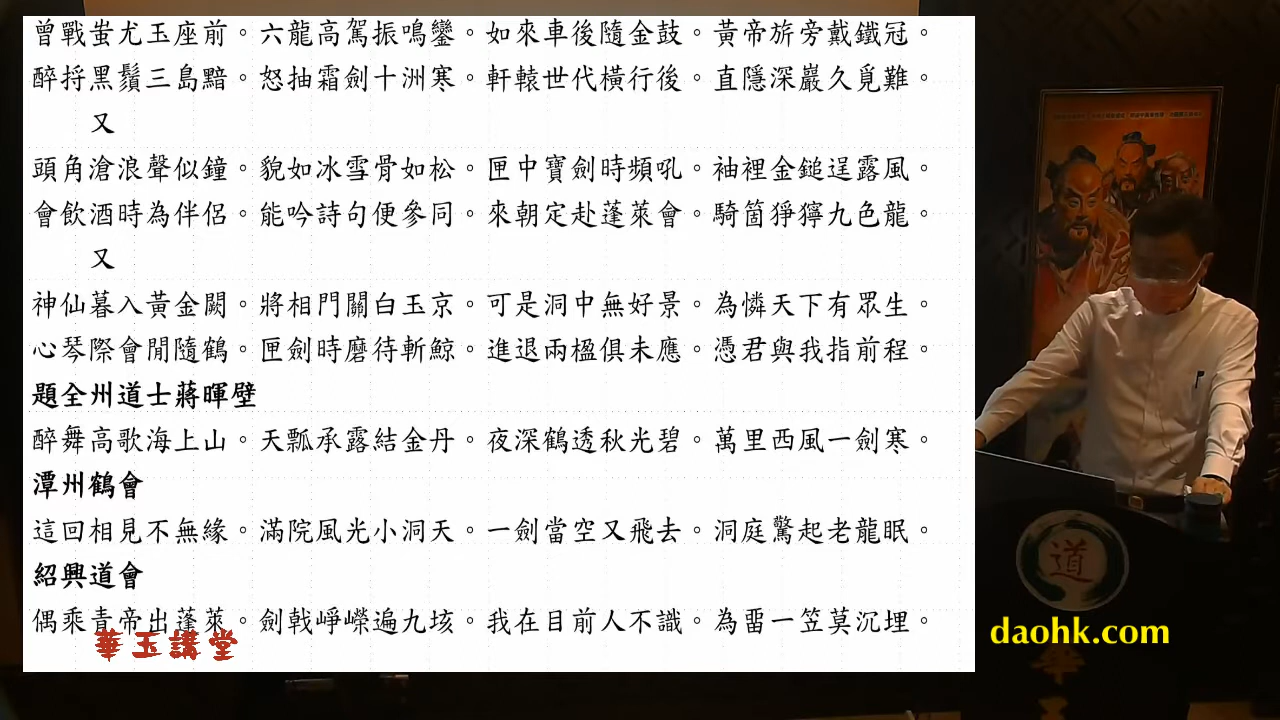 曾戰蚩尤玉座前。六龍高駕振鳴鑾。如來車後隨金鼓。黃帝旂旁戴鐵冠。
醉捋黑鬚三島黯。怒抽霜劍十洲寒。軒轅世代橫行後。直隱深巖久覓難。
又
頭角滄浪聲似鐘。貌如冰雪骨如松。匣中寶劍時頻吼。袖裡金鎚逞露風。
會飲酒時為伴侶。能吟詩句便參同。來朝定赴蓬萊會。騎箇猙獰九色龍。
又
神仙暮入黃金闕。將相門關白玉京。可是洞中無好景。為憐天下有眾生。
心琴際會閒隨鶴。匣劍時磨待斬鯨。進退兩楹俱未應。憑君與我指前程。
題全州道士蔣暉壁
醉舞高歌海上山。天瓢承露結金丹。夜深鶴透秋光碧。萬里西風一劍寒。
潭州鶴會
這回相見不無緣。滿院風光小洞天。一劍當空又飛去。洞庭驚起老龍眠。
紹興道會
偶乘青帝出蓬萊。劍戟崢嶸遍九垓。我在目前人不識。為畱一笠莫沉埋。
華玉講堂
道
daohk.com